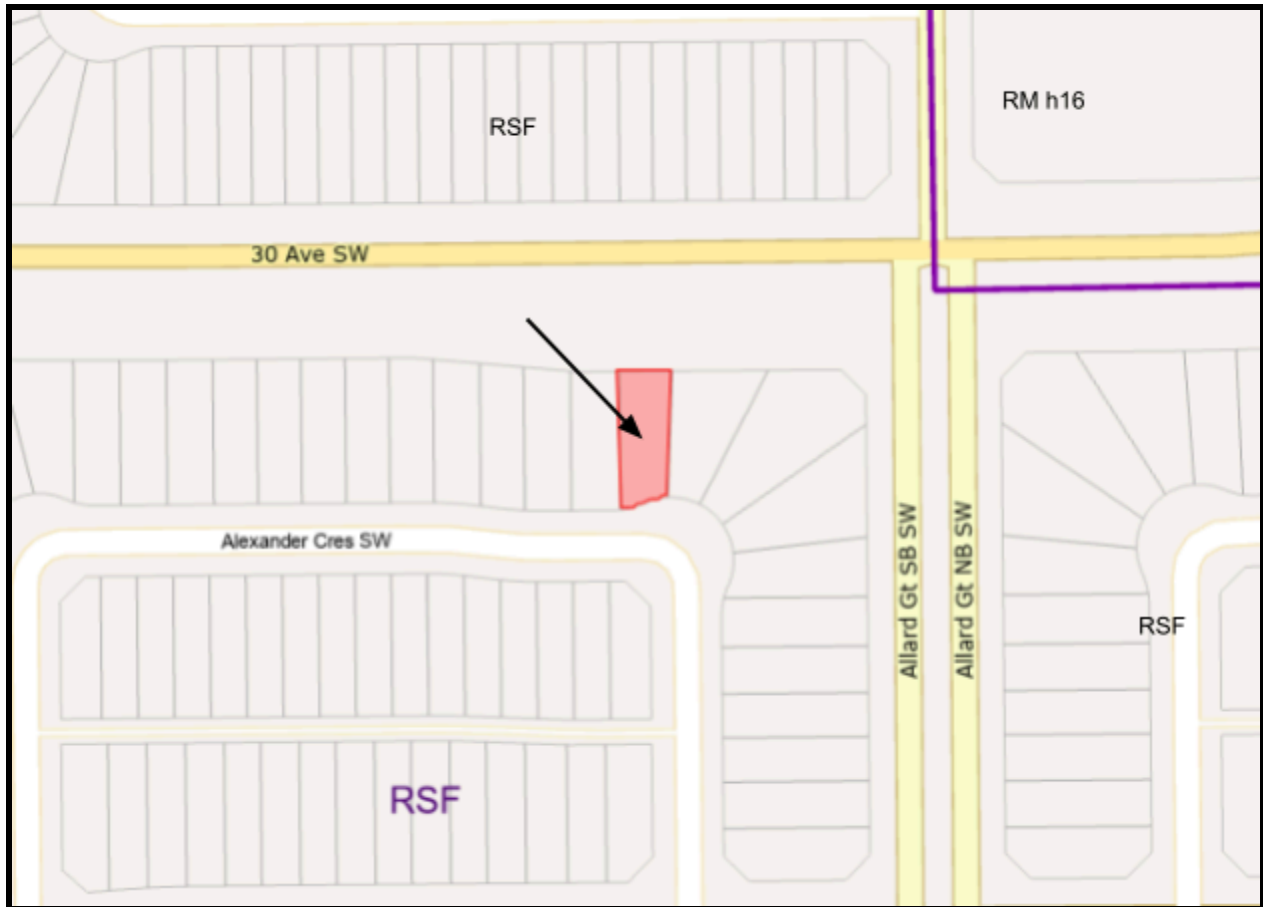 RM h16
RSF
30 Ave SW
Alexander Cres SW
Allard Gt SB SW
Allard Gt NB SW
RSF
RSF